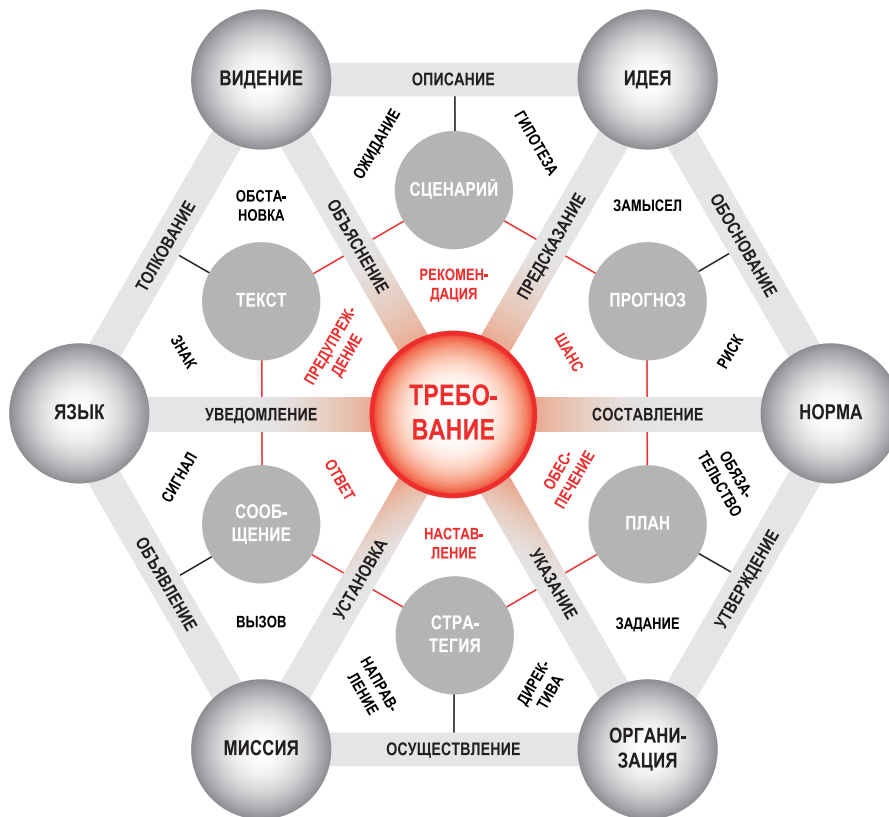 ВИДЕНИЕ
ОПИСАНИЕ
ИДЕЯ
ОЖИДАНИЕ
ГИПОТЕЗА
СЦЕНАРИЙ
ОБСТА-
НОВКА
ЗАМЫСЕЛ
ТОЛКОВАНИЕ
ОБЪЯСНЕНИЕ
ПРЕДСКАЗАНИЕ
ОБОСНОВАНИЕ
РЕКОМЕН-
ДАЦИЯ
ТЕКСТ
ПРОГНОЗ
ЗНАК
ПРЕДУПРЕЖ-
ДЕНИЕ
ШАНС
РИСК
ЯЗЫК
УВЕДОМЛЕНИЕ
ТРЕБО-
ВАНИЕ
СОСТАВЛЕНИЕ
НОРМА
СИГНАЛ
ОТВЕТ
ОБЕС-
ПЕЧЕНИЕ
ОБЯЗА-
ТЕЛЬСТВО
СООБ-
ЩЕНИЕ
НАСТАВ-
ЛЕНИЕ
ПЛАН
ОБЪЯВЛЕНИЕ
УСТАНОВКА
УКАЗАНИЕ
УТВЕРЖДЕНИЕ
ВЫЗОВ
СТРА-
ТЕГИЯ
ЗАДАНИЕ
НАПРАВ-
ЛЕНИЕ
ДИРЕК-
ТИВА
МИССИЯ
ОСУЩЕСТВЛЕНИЕ
ОРГАНИ-
ЗАЦИЯ